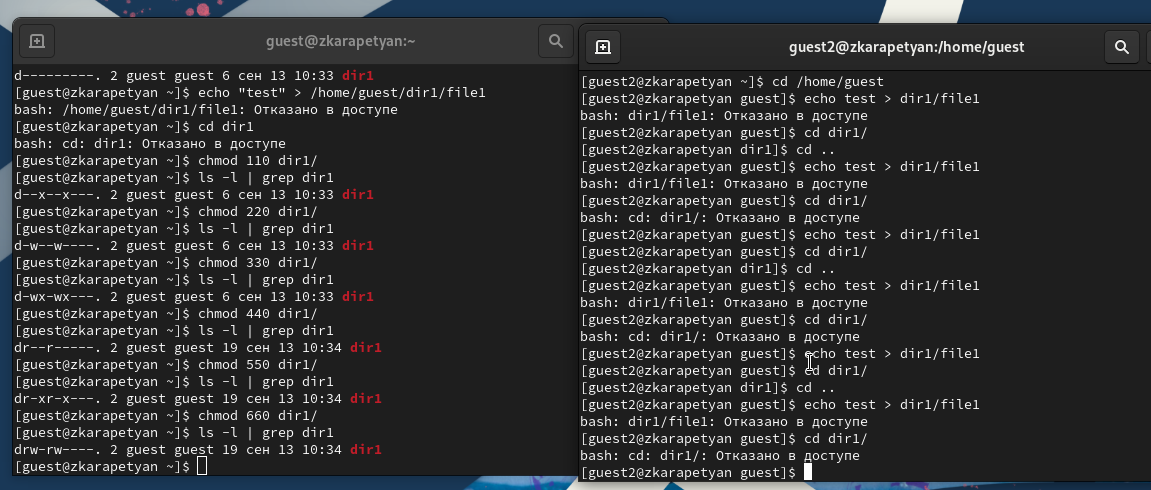 guest@zkarapetyan:~
d---------. 2 guest guest 6 сен 13 10:33 dir1
[guest@zkarapetyan ~]$ echo "test" > /home/guest/dir1/file1
bash: /home/guest/dir1/file1: Отказано в доступе
[guest@zkarapetyan ~]$ cd dir1
bash: cd: dir1: Отказано в доступе
[guest@zkarapetyan ~]$ chmod 110 dir1/
[guest@zkarapetyan ~]$ ls -l | grep dir1
d--x--x---. 2 guest guest 6 сен 13 10:33 dir1
[guest@zkarapetyan ~]$ chmod 220 dir1/
[guest@zkarapetyan ~]$ ls -l | grep dir1
d-w--w----. 2 guest guest 6 сен 13 10:33 dir1
[guest@zkarapetyan ~]$ chmod 330 dir1/
[guest@zkarapetyan ~]$ ls -l | grep dir1
d-wx-wx---. 2 guest guest 6 сен 13 10:33 dir1
[guest@zkarapetyan ~]$ chmod 440 dir1/
[guest@zkarapetyan ~]$ ls -l | grep dir1
dr--r-----. 2 guest guest 19 сен 13 10:34 dir1
[guest@zkarapetyan ~]$ chmod 550 dir1/
[guest@zkarapetyan ~]$ ls -l | grep dir1
dr-xr-x---. 2 guest guest 19 сен 13 10:34 dir1
[guest@zkarapetyan ~]$ chmod 660 dir1/
[guest@zkarapetyan ~]$ ls -l | grep dir1
drw-rw----. 2 guest guest 19 сен 13 10:34 dir1
[guest@zkarapetyan ~]$
guest2@zkarapetyan:/home/guest
[guest2@zkarapetyan ~]$ cd /home/guest
[guest2@zkarapetyan guest]$ echo test > dir1/file1
bash: dir1/file1: Отказано в доступе
[guest2@zkarapetyan guest]$ cd dir1/
[guest2@zkarapetyan dir1]$ cd ..
[guest2@zkarapetyan guest]$ echo test > dir1/file1
bash: dir1/file1: Отказано в доступе
[guest2@zkarapetyan guest]$ cd dir1/
bash: cd: dir1/: Отказано в доступе
[guest2@zkarapetyan guest]$ echo test > dir1/file1
[guest2@zkarapetyan guest]$ cd dir1/
[guest2@zkarapetyan dir1]$ cd ..
[guest2@zkarapetyan guest]$ echo test > dir1/file1
bash: dir1/file1: Отказано в доступе
[guest2@zkarapetyan guest]$ cd dir1/
bash: cd: dir1/: Отказано в доступе
[guest2@zkarapetyan guest]$ echo test > dir1/file1
[guest2@zkarapetyan guest]$ cd dir1/
[guest2@zkarapetyan dir1]$ cd ..
[guest2@zkarapetyan guest]$ echo test > dir1/file1
bash: dir1/file1: Отказано в доступе
[guest2@zkarapetyan guest]$ cd dir1/
bash: cd: dir1/: Отказано в доступе
[guest2@zkarapetyan guest]$